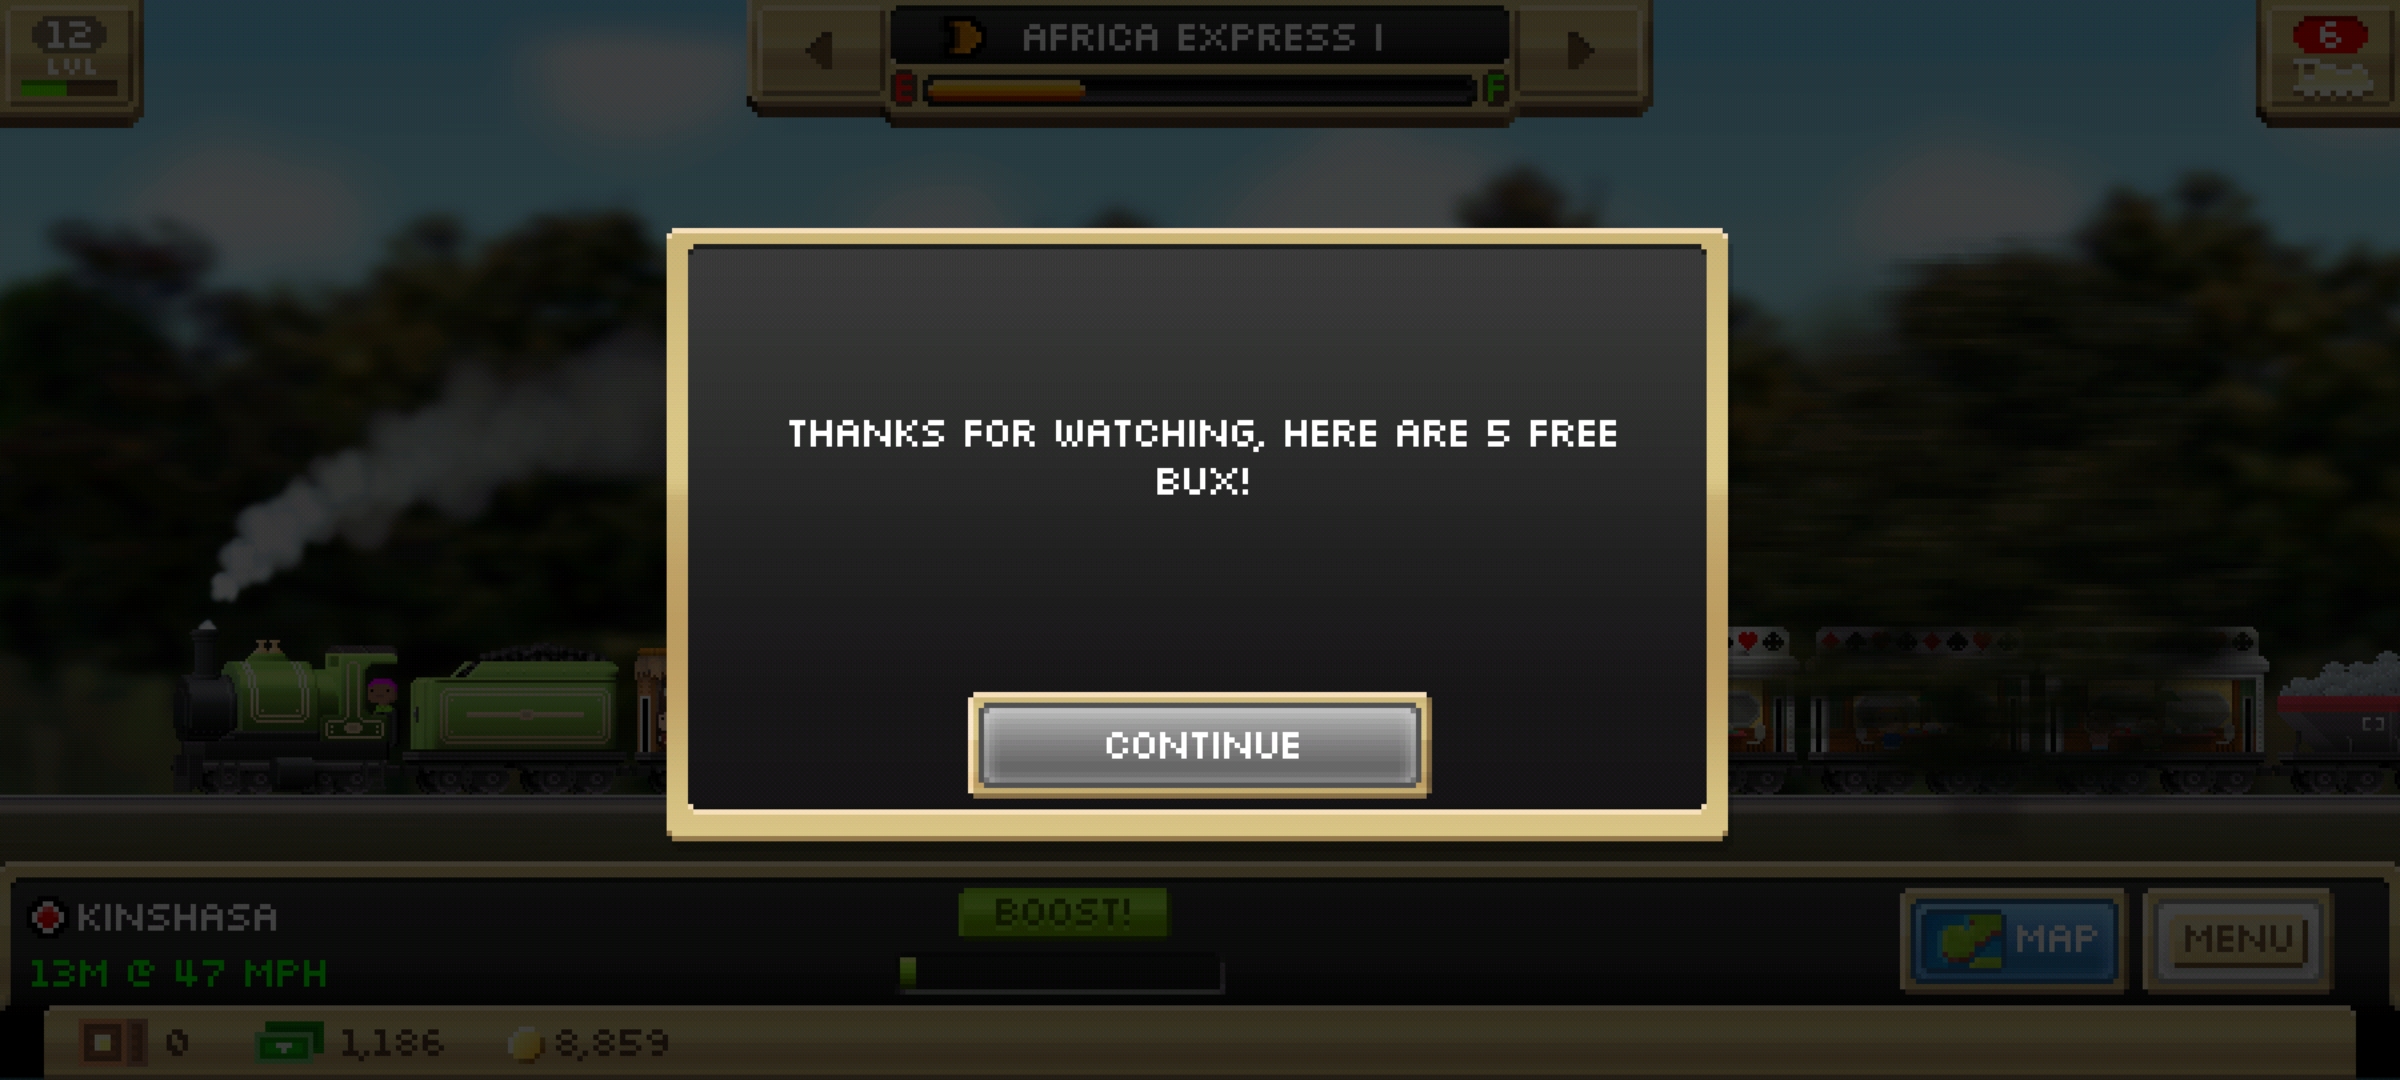 12
LVL
AFRICA EXPRESS 1
E
F
6
THANKS FOR WATCHING, HERE ARE 5 FREE
BUX!
CONTINUE
KINSHASA
13M @ 47 MPH
BOOST!
MAP
MENU
0
1,186
8,859